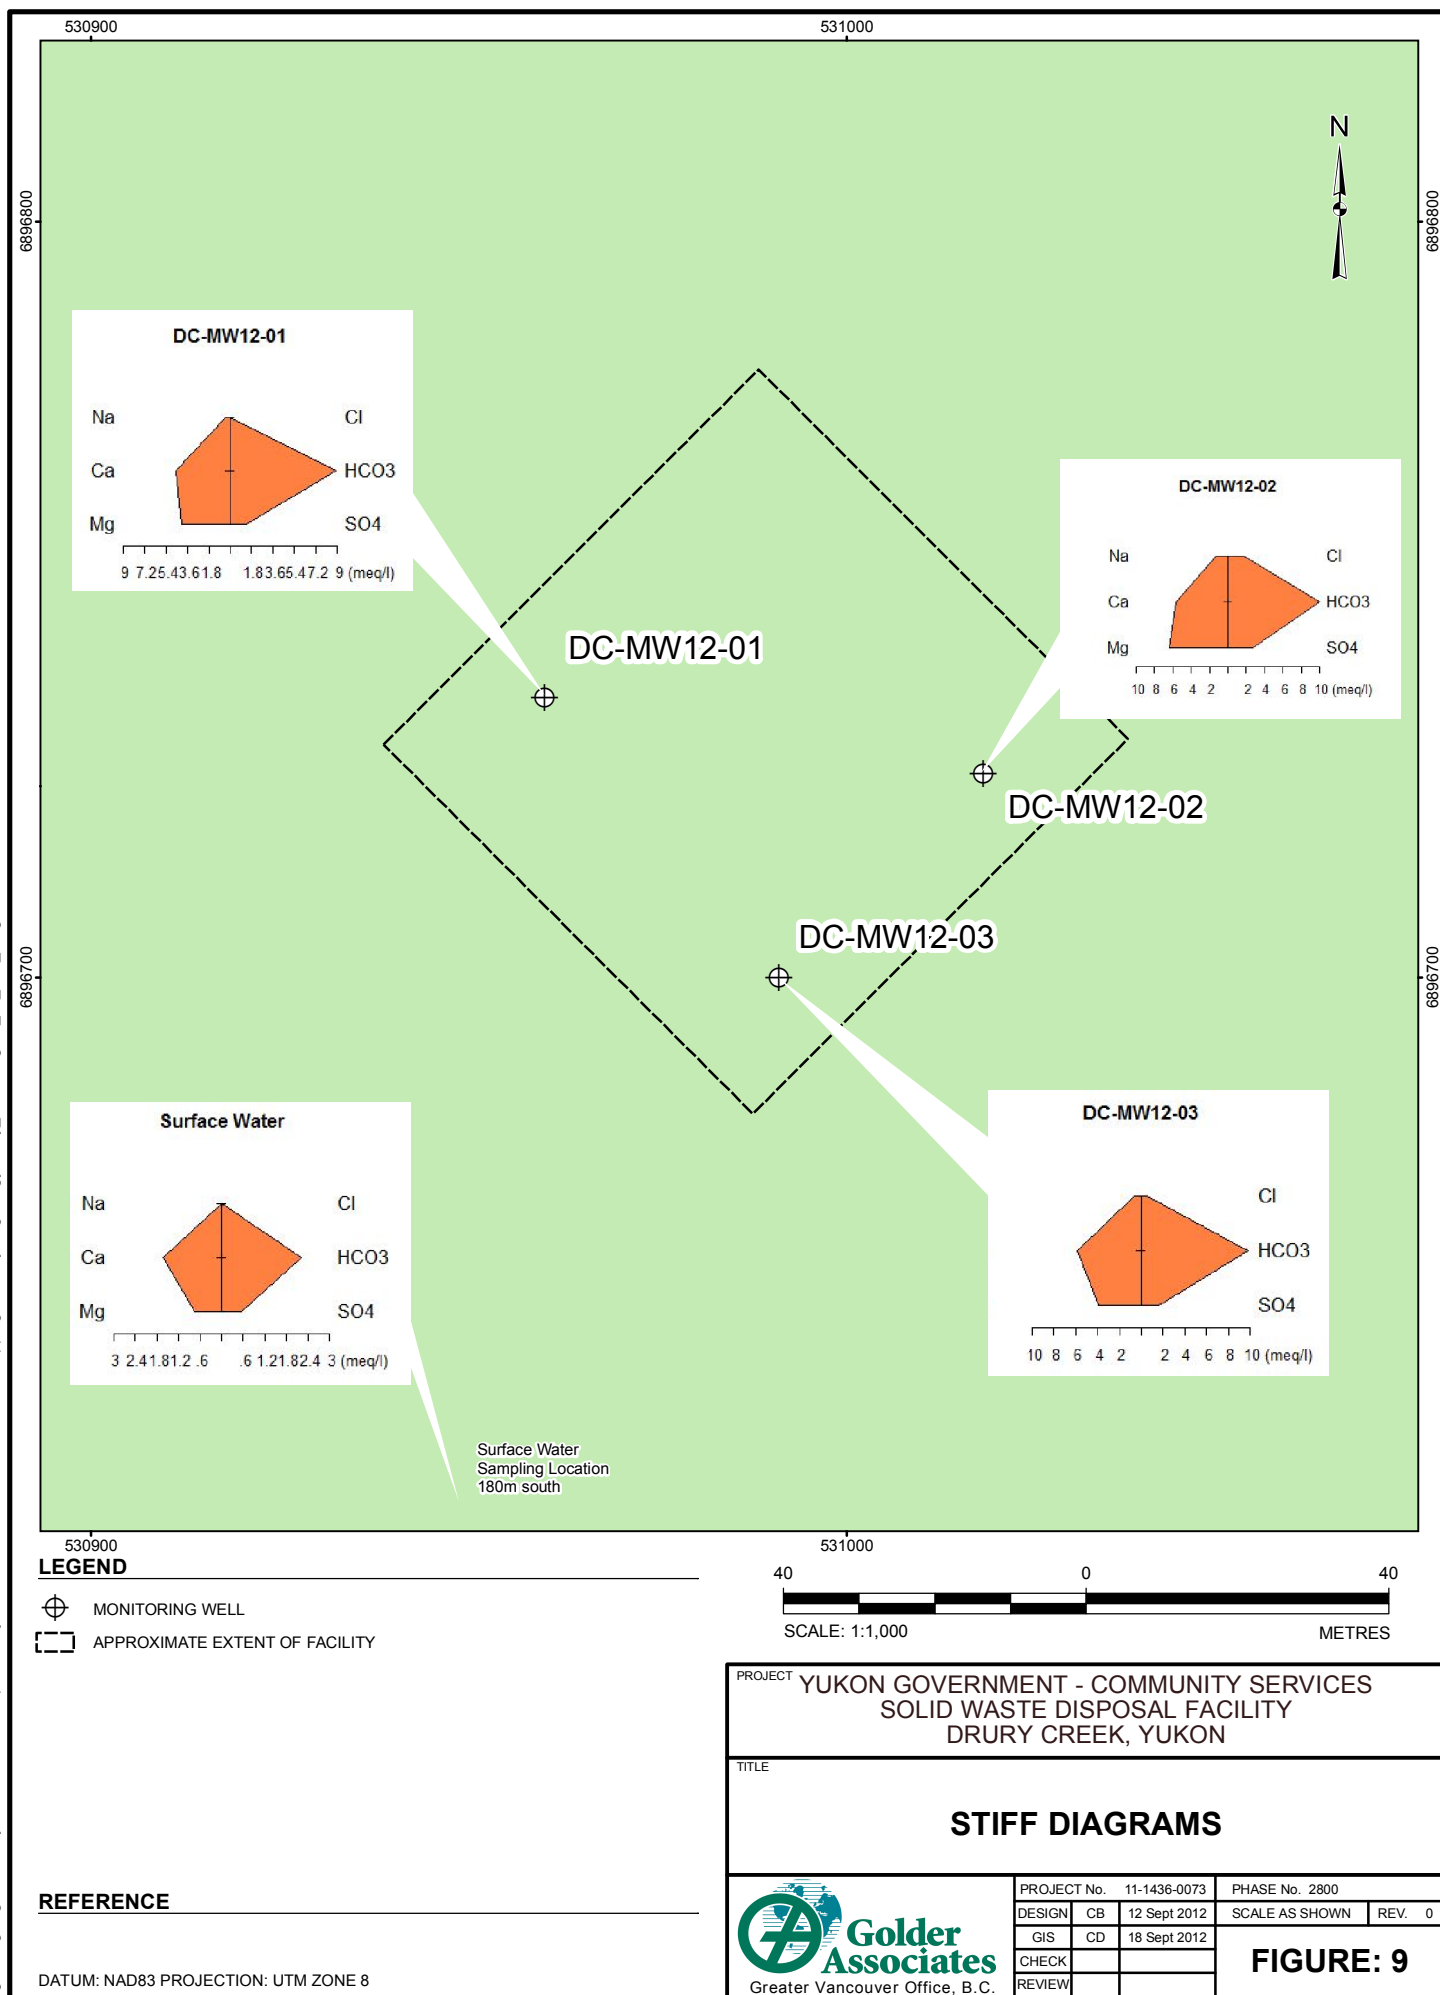 530900
531000
N
6896800
6896800
DC-MW12-01
Na
Cl
Ca
HCO3
Mg
SO4
9 7.25.43.61.8 1.83.65.47.2 9 (meq/l)
DC-MW12-02
Na
Cl
Ca
HCO3
Mg
SO4
10 8 6 4 2 2 4 6 8 10 (meq/l)
DC-MW12-01
DC-MW12-02
DC-MW12-03
6896700
6896700
Surface Water
Na
Cl
Ca
HCO3
Mg
SO4
3 2.41.81.2 .6 .6 1.21.82.4 3 (meq/l)
DC-MW12-03
Cl
HCO3
SO4
10 8 6 4 2 2 4 6 8 10 (meq/l)
Surface Water
Sampling Location
180m south
530900
531000
LEGEND
MONITORING WELL
APPROXIMATE EXTENT OF FACILITY
40 0 40
SCALE: 1:1,000
METRES
PROJECT
YUKON GOVERNMENT - COMMUNITY SERVICES
SOLID WASTE DISPOSAL FACILITY
DRURY CREEK, YUKON
TITLE
STIFF DIAGRAMS
REFERENCE
DATUM: NAD83 PROJECTION: UTM ZONE 8
Golder
Associates
Greater Vancouver Office, B.C.
PROJECT No. 11-1436-0073
PHASE No. 2800
DESIGN CB 12 Sept 2012
SCALE AS SHOWN
REV. 0
GIS CD 18 Sept 2012
CHECK
REVIEW
FIGURE: 9